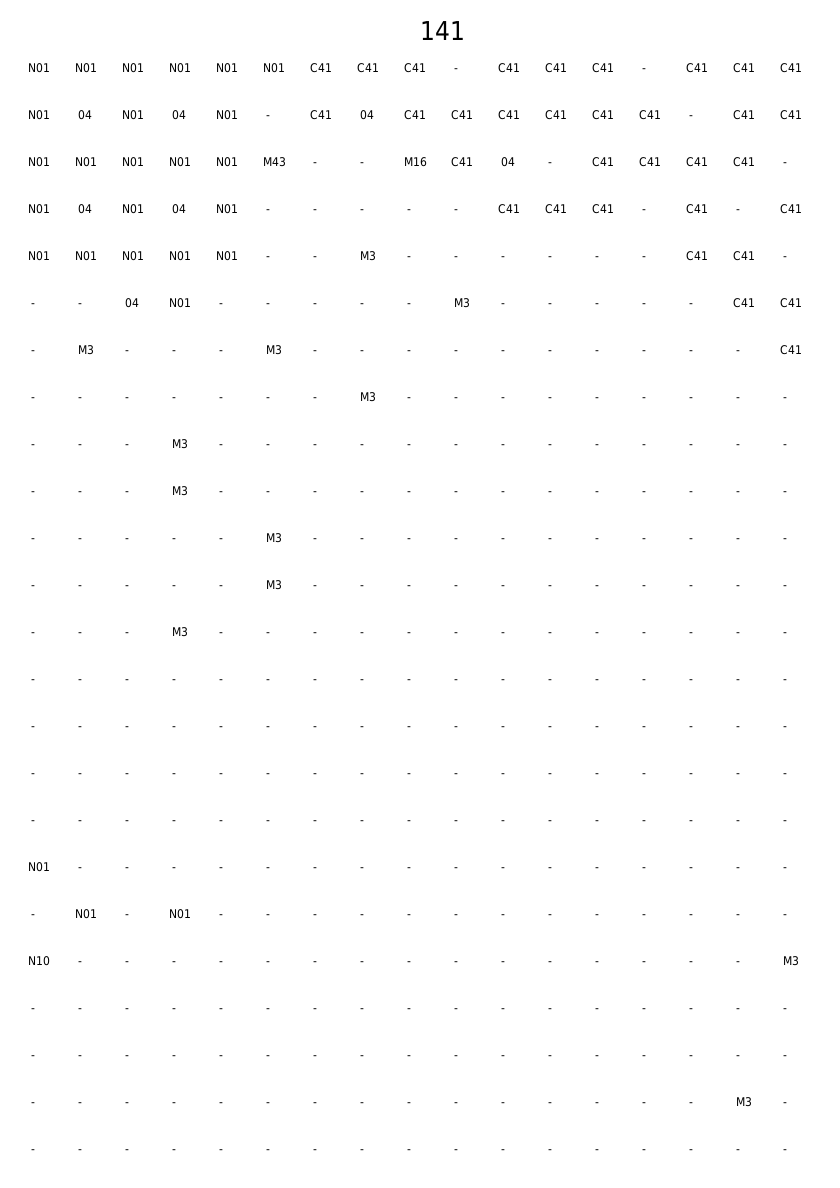 141
N01 N01 N01 N01 N01 N01 C41 C41 C41 - C41 C41 C41 - C41 C41 C41
N01 04 N01 04 N01 - C41 04 C41 C41 C41 C41 C41 C41 - C41 C41
N01 N01 N01 N01 N01 M43 - - M16 C41 04 - C41 C41 C41 C41 -
N01 04 N01 04 N01 - - - - - C41 C41 C41 - C41 - C41
N01 N01 N01 N01 N01 - - M3 - - - - - - C41 C41 -
- - 04 N01 - - - - - M3 - - - - - C41 C41
- M3 - - - M3 - - - - - - - - - - C41
- - - - - - - M3 - - - - - - - - -
- - - M3 - - - - - - - - - - - - -
- - - M3 - - - - - - - - - - - - -
- - - - - M3 - - - - - - - - - - -
- - - - - M3 - - - - - - - - - - -
- - - M3 - - - - - - - - - - - - -
- - - - - - - - - - - - - - - - -
- - - - - - - - - - - - - - - - -
- - - - - - - - - - - - - - - - -
- - - - - - - - - - - - - - - - -
N01 - - - - - - - - - - - - - - - -
- N01 - N01 - - - - - - - - - - - - -
N10 - - - - - - - - - - - - - - - M3
- - - - - - - - - - - - - - - - -
- - - - - - - - - - - - - - - - -
- - - - - - - - - - - - - - - M3 -
- - - - - - - - - - - - - - - - -